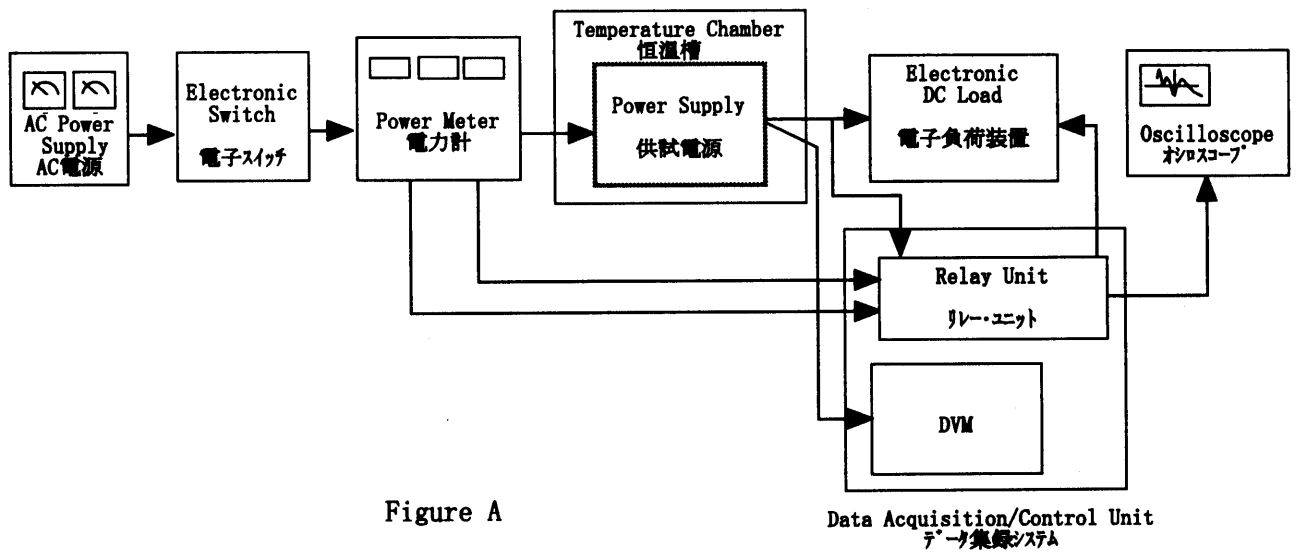 Temperature Chamber
恒温槽
AC Power
Supply
AC電源
Electronic
Switch
電子スイッチ
Power Meter
電力計
Power Supply
供試電源
Electronic
DC Load
電子負荷装置
Oscilloscope
オシロスコープ
Relay Unit
リレー・ユニット
DVM
Figure A
Data Acquisition/Control Unit
データ集録システム